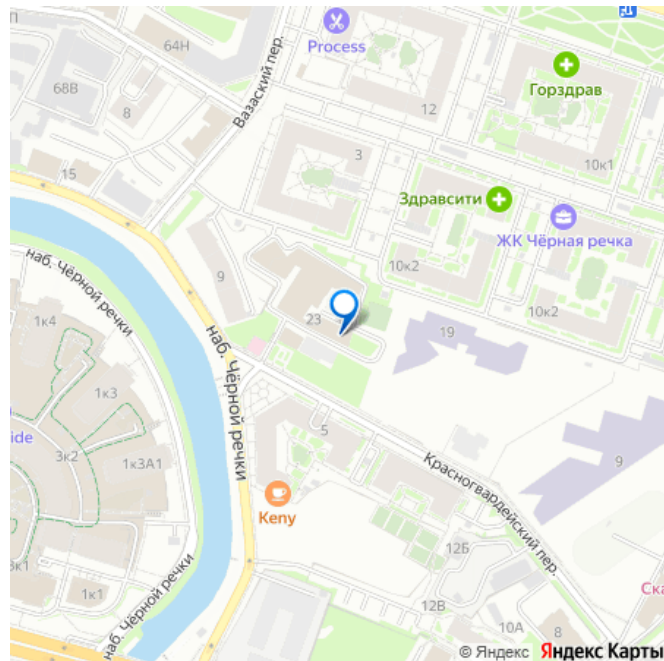 П
64Н
Process
Горздрав
68В
8
Вазаский пер.
12
10к1
3
15
Здравсити
ЖК Чёрная речка
наб. Чёрной речки
9
10к2
10к2
1к4
23
19
наб. Чёрной речки
1к3
ide
3к2
1к3А1
5
Красногвардейский пер.
9
Keny
12Б
3к1
1к1
наб. Чёрной речки
12В
10А
8
Ска
© Яндекс Яндекс Карты